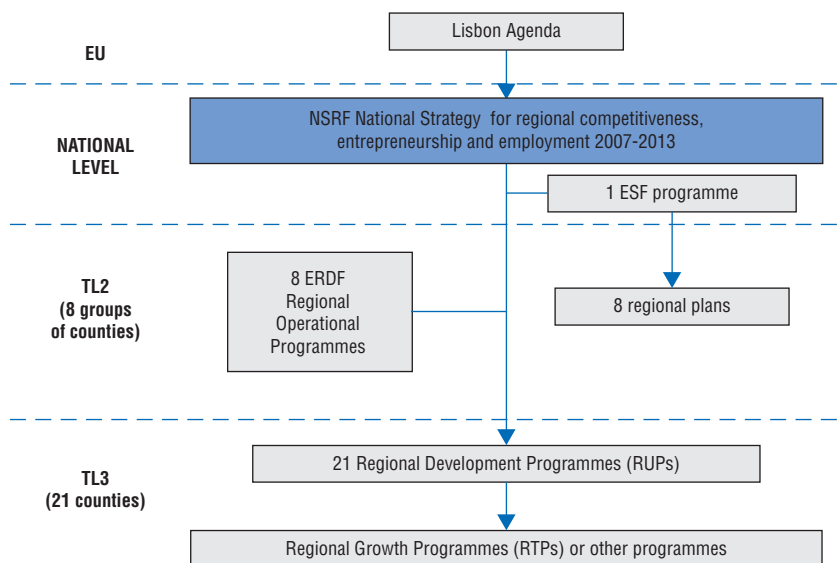 Lisbon Agenda
EU
NSRF National Strategy for regional competitiveness,
entrepreneurship and employment 2007-2013
NATIONAL
LEVEL
1 ESF programme
TL2
(8 groups
of counties)
8 ERDF
Regional
Operational
Programmes
8 regional plans
21 Regional Development Programmes (RUPs)
TL3
(21 counties)
Regional Growth Programmes (RTPs) or other programmes